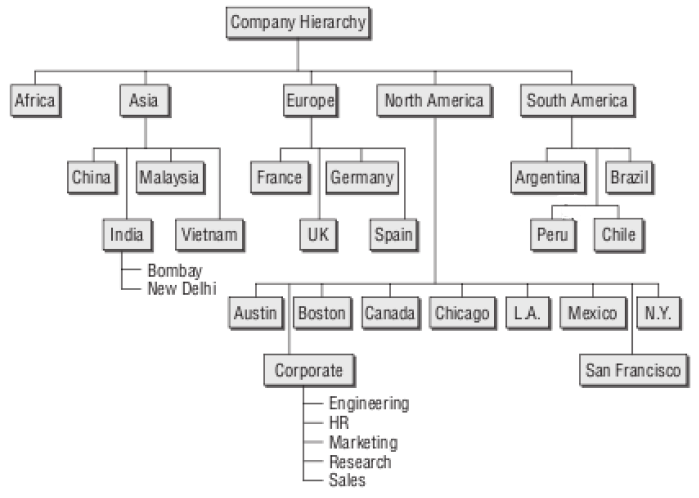 Company Hierarchy
Africa
Asia
Europe
North America
South America
China
Malaysia
France
Germany
Argentina
Brazil
India
Vietnam
UK
Spain
Peru
Chile
Bombay
New Delhi
Austin
Boston
Canada
Chicago
L.A.
Mexico
N.Y.
Corporate
San Francisco
Engineering
HR
Marketing
Research
Sales